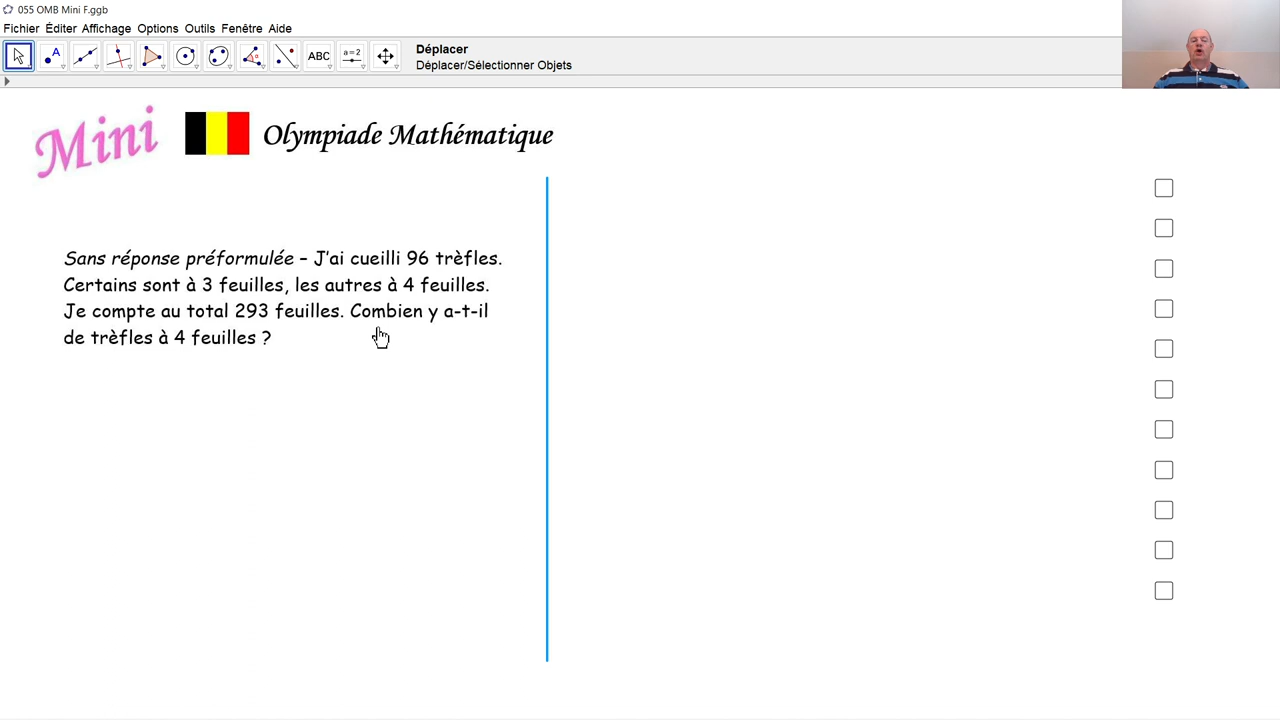 055 OMB Mini F.ggb
Fichier Éditer Affichage Options Outils Fenêtre Aide
A
ABC
a=2
Déplacer
Déplacer/Sélectionner Objets
Mini
Olympiade Mathématique
Sans réponse préformulée – J'ai cueilli 96 trèfles.
Certains sont à 3 feuilles, les autres à 4 feuilles.
Je compte au total 293 feuilles. Combien y a-t-il
de trèfles à 4 feuilles ?